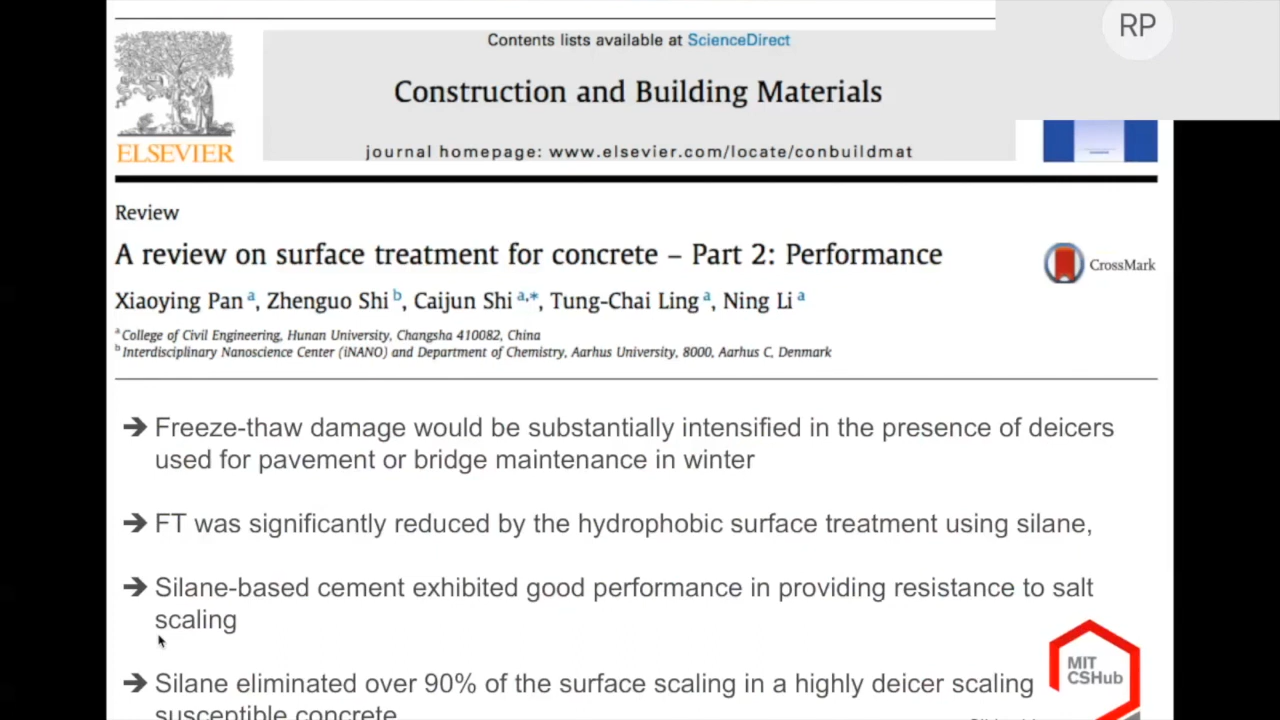 RP
Contents lists available at ScienceDirect
Construction and Building Materials
journal homepage: www.elsevier.com/locate/conbuildmat
ELSEVIER
Review
A review on surface treatment for concrete – Part 2: Performance
CrossMark
Xiaoying Pan a, Zhenguo Shi b, Caijun Shi a,*, Tung-Chai Ling a, Ning Li a
a College of Civil Engineering, Hunan University, Changsha 410082, China
b Interdisciplinary Nanoscience Center (iNANO) and Department of Chemistry, Aarhus University, 8000, Aarhus C, Denmark
➔ Freeze-thaw damage would be substantially intensified in the presence of deicers
used for pavement or bridge maintenance in winter
➔ FT was significantly reduced by the hydrophobic surface treatment using silane,
➔ Silane-based cement exhibited good performance in providing resistance to salt
scaling
➔ Silane eliminated over 90% of the surface scaling in a highly deicer scaling
susceptible concrete
MIT
CSHub